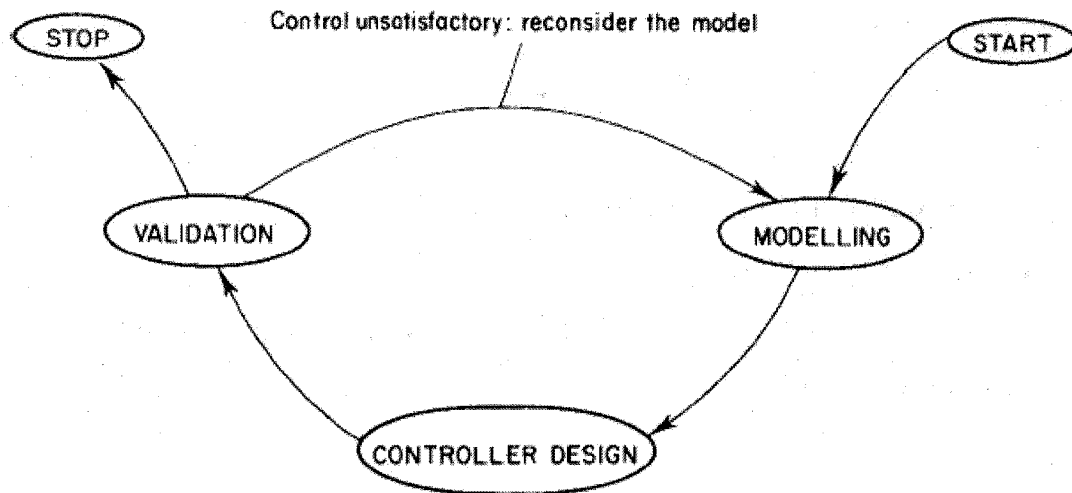 Control unsatisfactory: reconsider the model
STOP
START
VALIDATION
MODELLING
CONTROLLER DESIGN